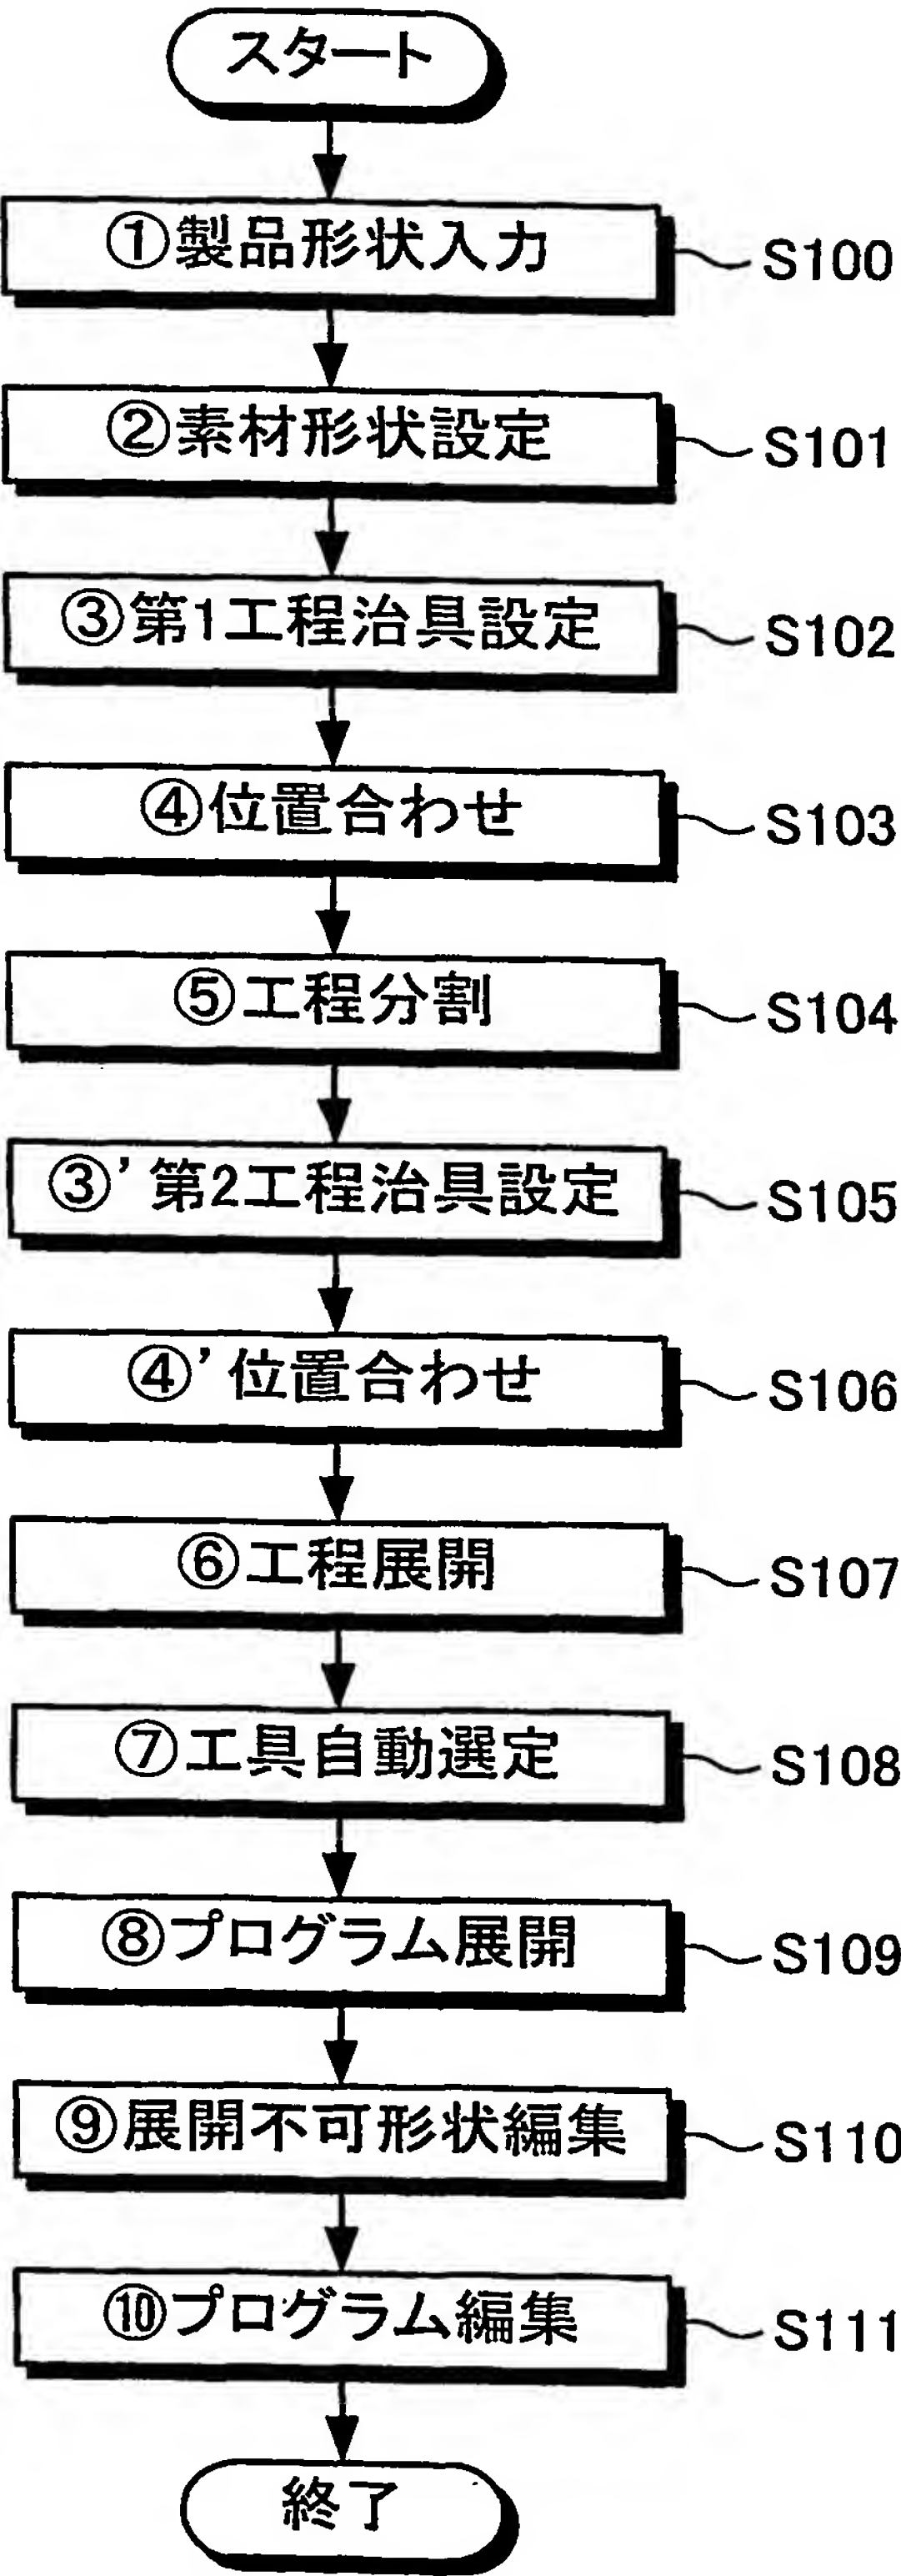 スタート
①製品形状入力 S100
②素材形状設定 S101
③第1工程治具設定 S102
④位置合わせ S103
⑤工程分割 S104
③’第2工程治具設定 S105
④’位置合わせ S106
⑥工程展開 S107
⑦工具自動選定 S108
⑧プログラム展開 S109
⑨展開不可形状編集 S110
⑩プログラム編集 S111
終了